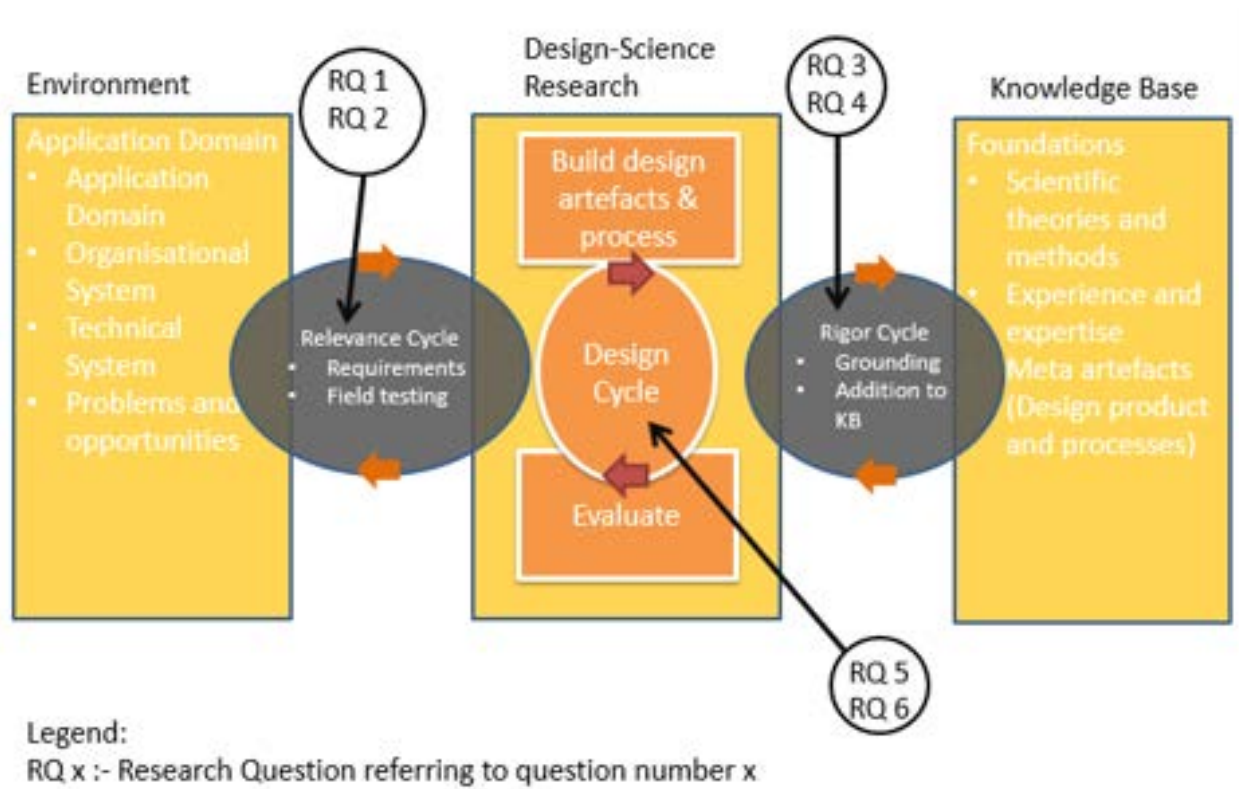 Environment
Application Domain
• Application
Domain
• Organisational
System
• Technical
System
• Problems and
opportunities
RQ 1
RQ 2
Relevance Cycle
• Requirements
• Field testing
Design-Science
Research
Build design
artefacts &
process
Design
Cycle
Evaluate
RQ 3
RQ 4
Rigor Cycle
• Grounding
• Addition to
KB
Knowledge Base
Foundations
• Scientific
theories and
methods
• Experience and
expertise
Meta artefacts
(Design product
and processes)
RQ 5
RQ 6
Legend:
RQ x :- Research Question referring to question number x